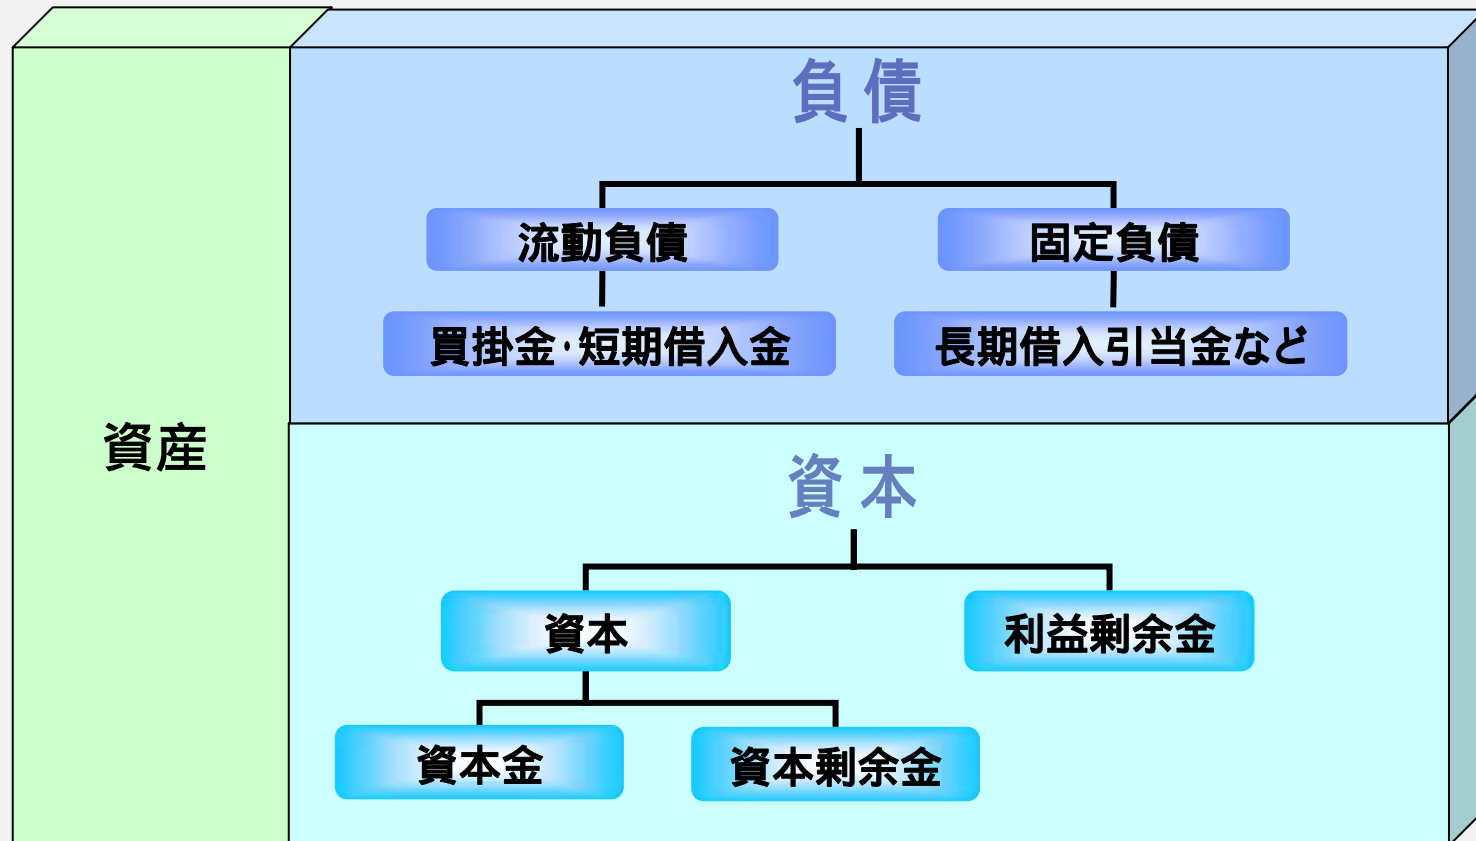 負債
流動負債
固定負債
買掛金・短期借入金
長期借入引当金など
資産
資本
資本
利益剰余金
資本金
資本剰余金